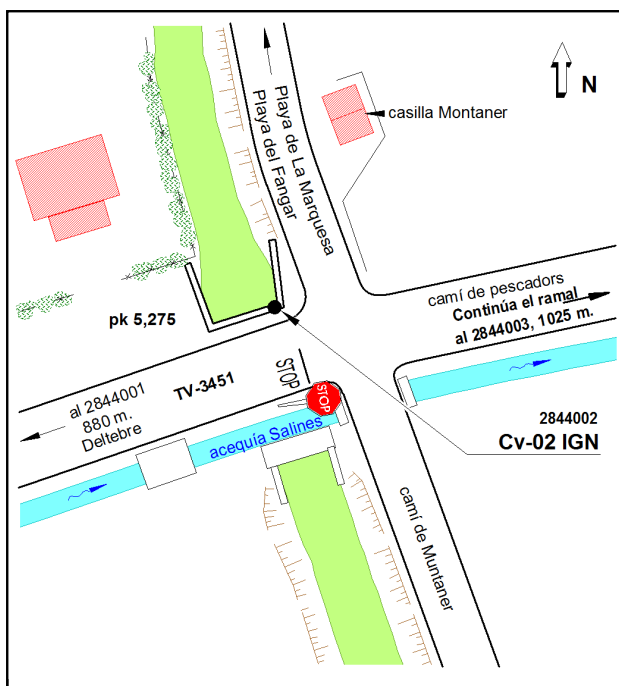 N
casilla Montaner
Playa de La Marquesa
Playa del Fangar
camí de pescadors
Continúa el ramal
al 2844003, 1025 m.
pk 5,275
STOP
STOP
TV-3451
al 2844001
880 m.
Deltebre
acequía Salines
2844002
Cv-02 IGN
camí de Muntaner